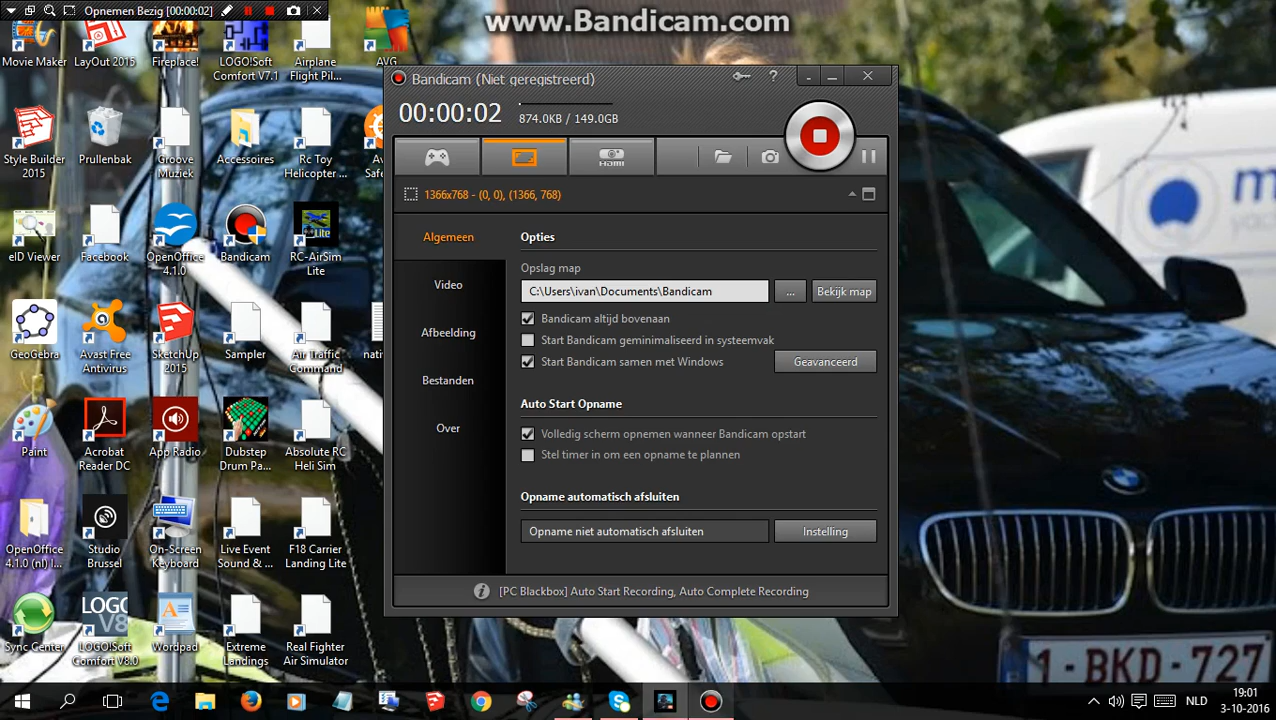 Opnemen Bezig [00:00:02]
www.Bandicam.com
Movie Maker
LayOut 2015
Fireplace!
LOGO!Soft
Comfort V7.1
Airplane
Flight Pil...
AVG
Style Builder
2015
Prullenbak
Groove
Muziek
Accessoires
Rc Toy
Helicopter ...
eID Viewer
Facebook
OpenOffice
4.1.0
Bandicam
RC-AirSim
Lite
GeoGebra
Avast Free
Antivirus
SketchUp
2015
Sampler
Air Traffic
Command
Paint
Acrobat
Reader DC
App Radio
Dubstep
Drum Pa...
Absolute RC
Heli Sim
OpenOffice
4.1.0 (nl) I...
Studio
Brussel
On-Screen
Keyboard
Live Event
Sound & ...
F18 Carrier
Landing Lite
Sync Center
LOGO!Soft
Comfort V8.0
Wordpad
Extreme
Landings
Real Fighter
Air Simulator
LOGO
V8
Lite
Bandicam (Niet geregistreerd)
?
00:00:02
874.0KB / 149.0GB
HDMI
1366x768 - (0, 0), (1366, 768)
Algemeen
Video
Afbeelding
Bestanden
Over
Opties
Opslag map
C:\Users\ivan\Documents\Bandicam
...
Bekijk map
Bandicam altijd bovenaan
Start Bandicam geminimaliseerd in systeemvak
Start Bandicam samen met Windows
Geavanceerd
Auto Start Opname
Volledig scherm opnemen wanneer Bandicam opstart
Stel timer in om een opname te plannen
Opname automatisch afsluiten
Opname niet automatisch afsluiten
Instelling
[PC Blackbox] Auto Start Recording, Auto Complete Recording
1-BKD-727
NLD
19:01
3-10-2016